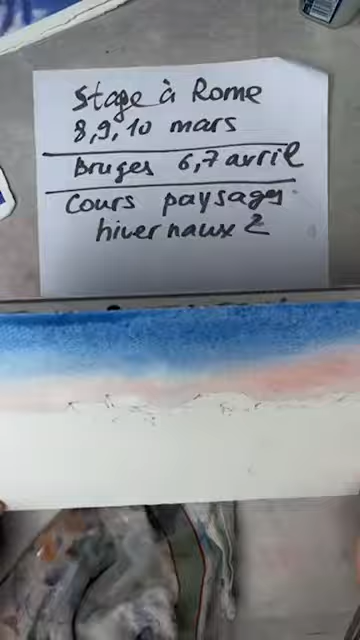 Stage à Rome
8,9,10 mars
Bruges 6,7 avril
Cours paysages
hivernaux 2